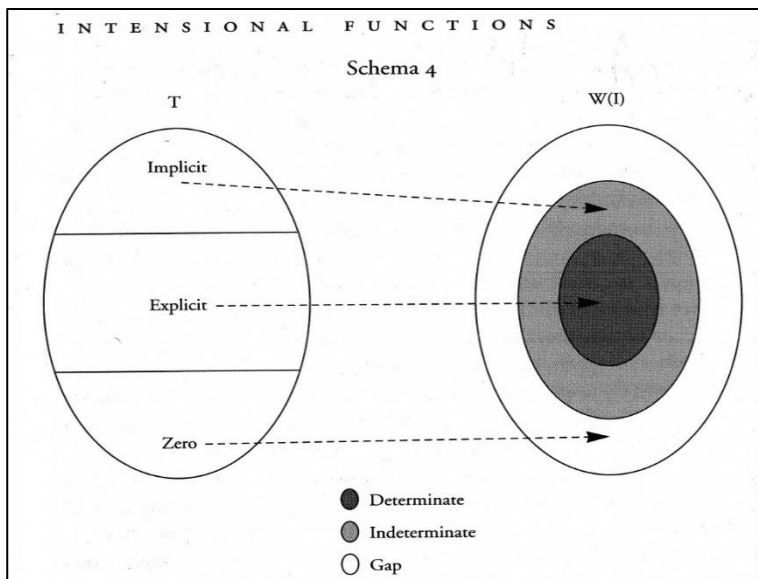 INTENSIONAL FUNCTIONS
Schema 4
T
W(I)
Implicit
Explicit
Zero
Determinate
Indeterminate
Gap